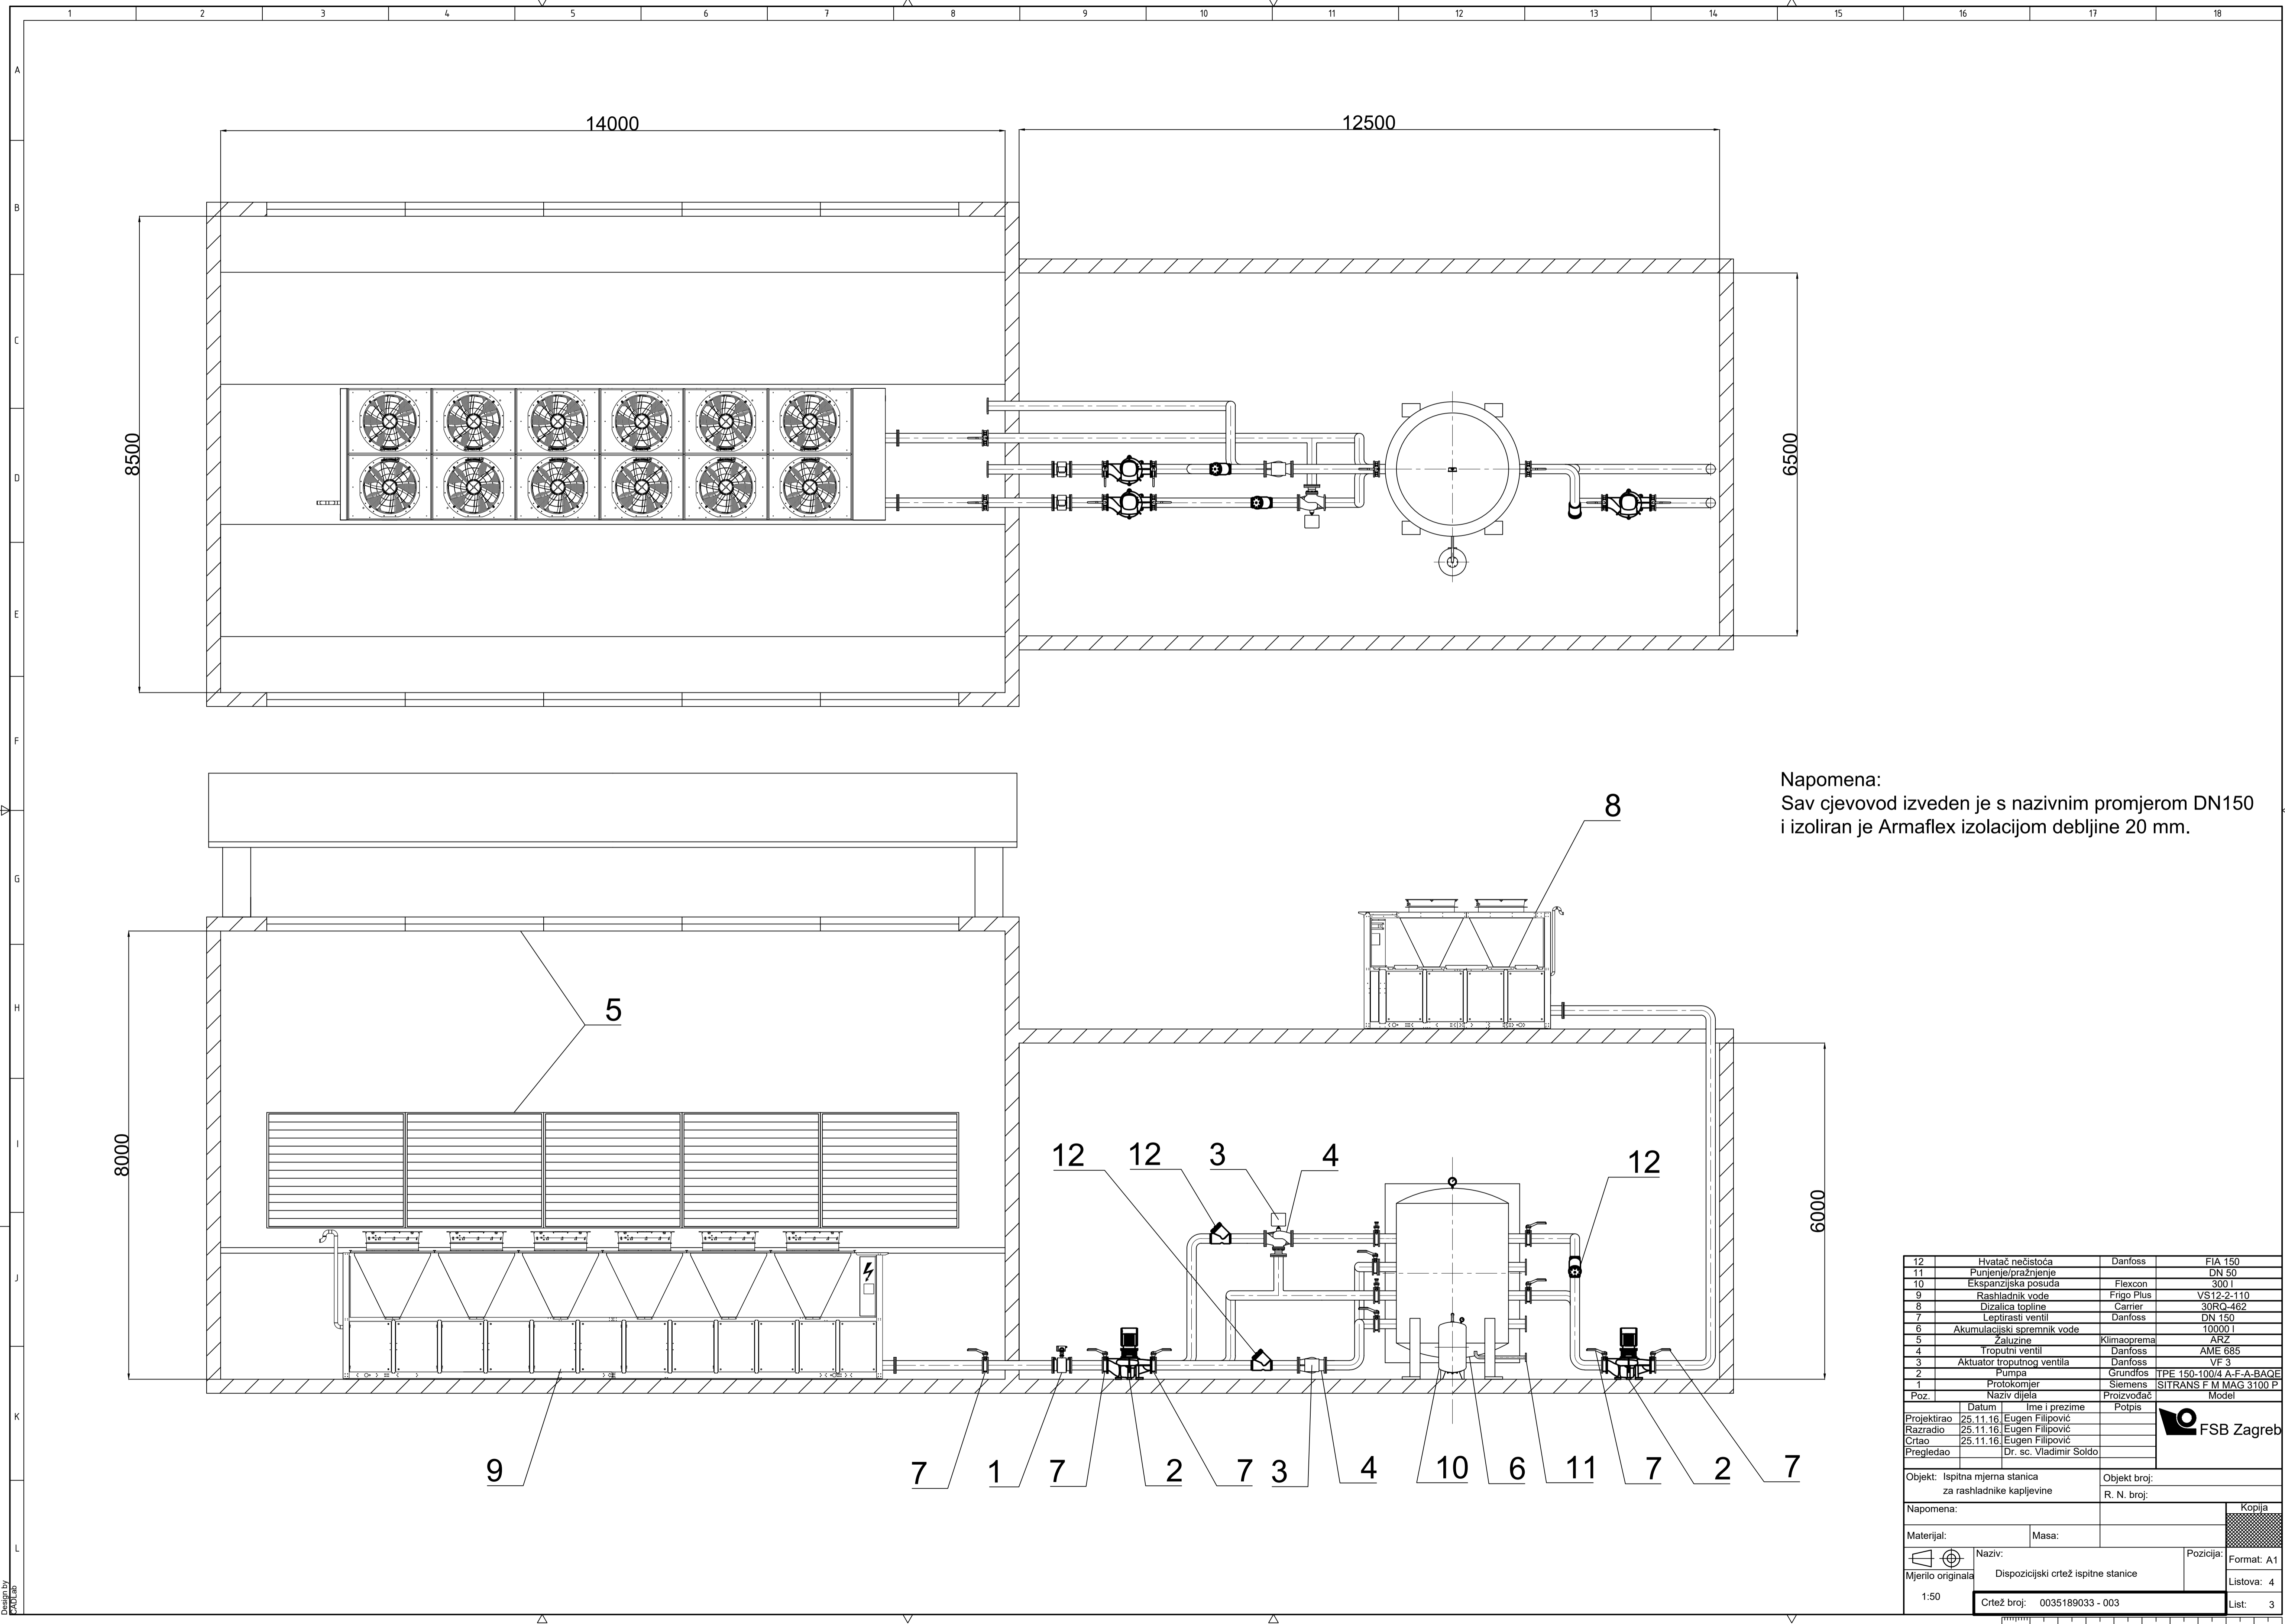 1 2 3 4 5 6 7 8 9 10 11 12 13 14 15 16 17 18
A
B
C
D
E
F
G
H
I
J
K
L
14000
12500
8500
6500
Napomena:
Sav cjevovod izveden je s nazivnim promjerom DN150
i izoliran je Armaflex izolacijom debljine 20 mm.
8
5
8000
6000
12 12 3 4 12
9 7 1 7 2 7 3 4 10 6 11 7 2 7
12 Hvatač nečistoća Danfoss FIA 150
11 Punjenje/pražnjenje DN 50
10 Ekspanzijska posuda Flexcon 300 l
9 Rashladnik vode Frigo Plus VS12-2-110
8 Dizalica topline Carrier 30RQ-462
7 Leptirasti ventil Danfoss DN 150
6 Akumulacijski spremnik vode 10000 l
5 Žaluzine Klimaoprema ARZ
4 Troputni ventil Danfoss AME 685
3 Aktuator troputnog ventila Danfoss VF 3
2 Pumpa Grundfos TPE 150-100/4 A-F-A-BAQE
1 Protokomjer Siemens SITRANS F M MAG 3100 P
Poz. Naziv dijela Proizvođač Model
Datum Ime i prezime Potpis
Projektirao 25.11.16. Eugen Filipović
Razradio 25.11.16. Eugen Filipović
Crtao 25.11.16. Eugen Filipović
Pregledao Dr. sc. Vladimir Soldo
FSB Zagreb
Objekt: Ispitna mjerna stanica
za rashladnike kapljevine
Objekt broj:
R. N. broj:
Napomena:
Kopija
Materijal: Masa:
Naziv:
Dispozicijski crtež ispitne stanice
Pozicija:
Format: A1
Mjerilo originala
1:50
Listova: 4
Crtež broj: 0035189033 - 003
List: 3
Design by
CADLab